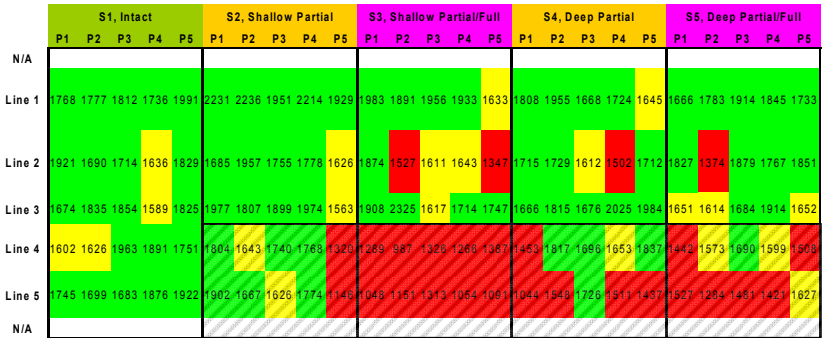 S1, Intact S2, Shallow Partial S3, Shallow Partial/Full S4, Deep Partial S5, Deep Partial/Full
P1 P2 P3 P4 P5 P1 P2 P3 P4 P5 P1 P2 P3 P4 P5 P1 P2 P3 P4 P5 P1 P2 P3 P4 P5
N/A
Line 1 1768 1777 1812 1736 1991 2231 2236 1951 2214 1929 1983 1891 1956 1933 1633 1808 1955 1668 1724 1645 1666 1783 1914 1845 1733
Line 2 1921 1690 1714 1636 1829 1685 1957 1755 1778 1626 1874 1527 1611 1643 1347 1715 1729 1612 1502 1712 1827 1374 1879 1767 1851
Line 3 1674 1835 1854 1589 1825 1977 1807 1899 1974 1563 1908 2325 1617 1714 1747 1666 1815 1676 2025 1984 1651 1614 1684 1914 1652
Line 4 1602 1626 1963 1891 1751 1804 1643 1740 1768 1320 1289 987 1326 1266 1387 1453 1817 1696 1653 1837 1442 1573 1690 1599 1508
Line 5 1745 1699 1683 1876 1922 1902 1667 1626 1774 1146 1048 1151 1313 1054 1091 1044 1548 1726 1511 1437 1527 1284 1481 1421 1627
N/A